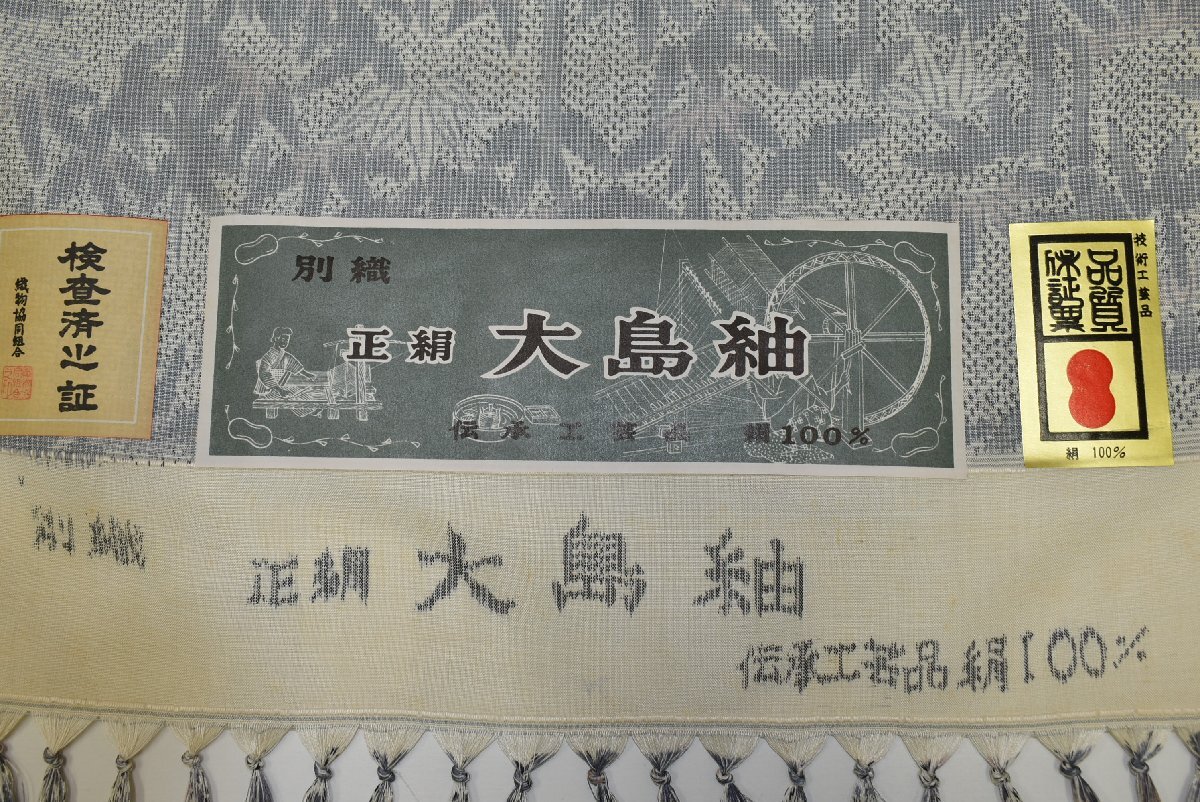 検査済之証
織物協同組合
別織
正絹 大島紬
伝承工芸品 絹100%
技術工芸品
品質
保証票
絹 100%
別織
正絹 大島紬
伝承工芸品 絹100%